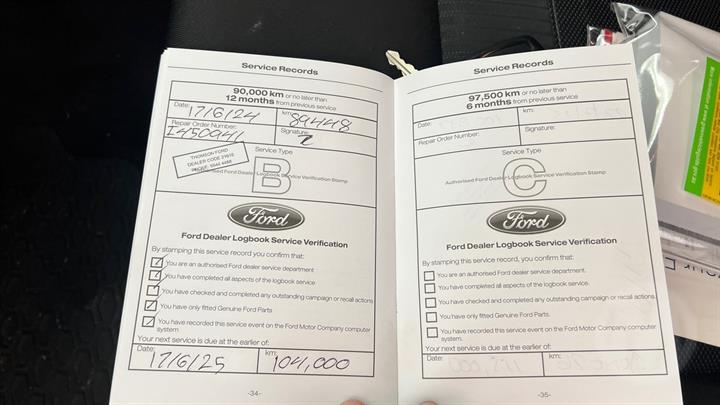 Service Records
90,000 km or no later than
12 months from previous service
Date: 17/6/24 km: 89448
Repair Order Number: Signature:
I450941
Service Type
B
THOMSON FORD
Authorised Ford Dealer Logbook Service Verification Stamp
Ford
Ford Dealer Logbook Service Verification
By stamping this service record, you confirm that:
You are an authorised Ford dealer service department
You have completed all aspects of the logbook service
You have checked and completed any outstanding campaign or recall actions
You have only fitted Genuine Ford Parts
You have recorded this service event on the Ford Motor Company computer
system.
Your next service is due at the earlier of:
Date: 17/6/25 km: 104,000
-34-
Service Records
97,500 km or no later than
6 months from previous service
Date: km:
Repair Order Number: Signature:
Service Type
C
Authorised Ford Dealer Logbook Service Verification Stamp
Ford
Ford Dealer Logbook Service Verification
By stamping this service record, you confirm that:
You are an authorised Ford dealer service department.
You have completed all aspects of the logbook service.
You have checked and completed any outstanding campaign or recall actions.
You have only fitted Genuine Ford Parts.
You have recorded this service event on the Ford Motor Company computer
system.
Your next service is due at the earlier of:
Date: km:
-35-